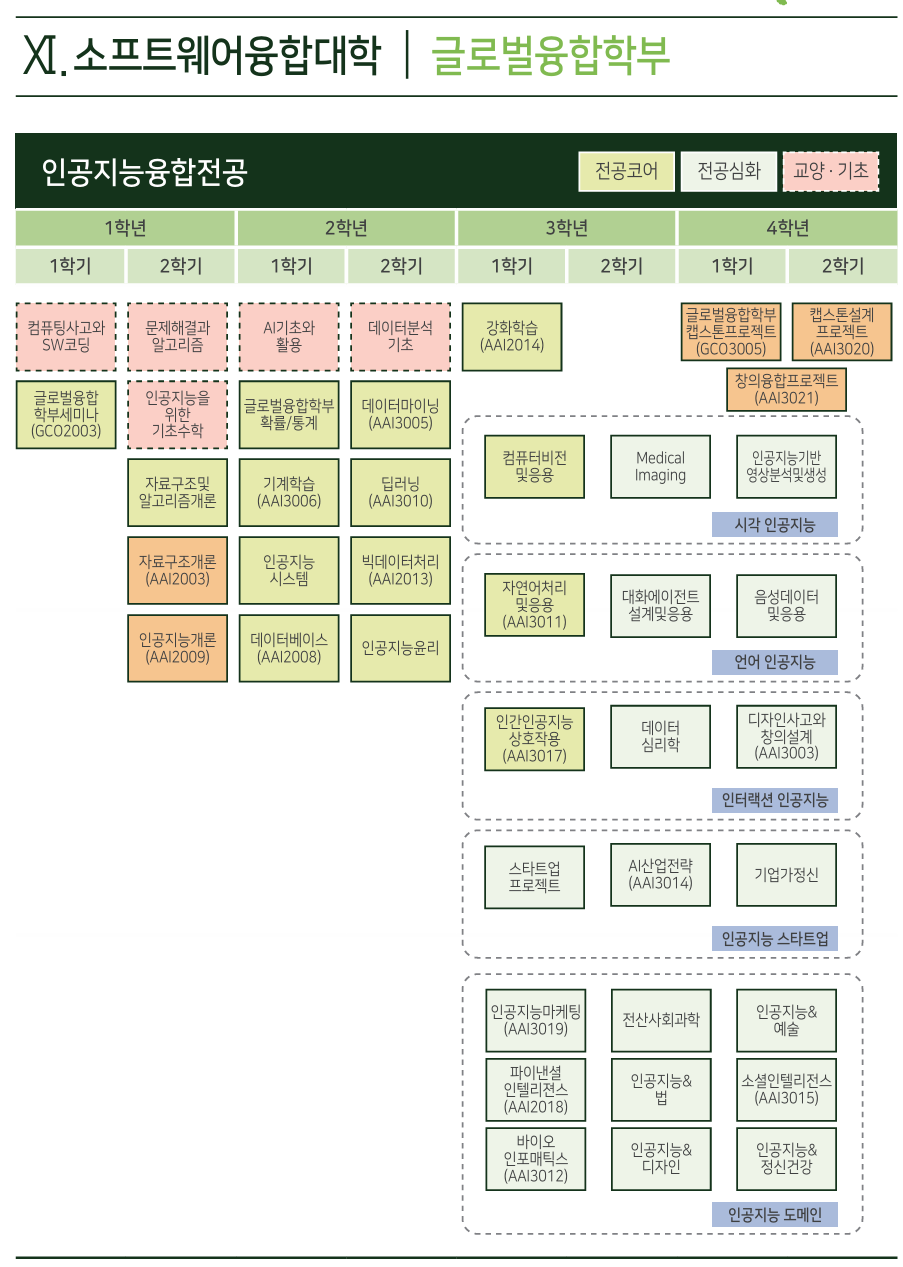 XI. 소프트웨어융합대학 | 글로벌융합학부
인공지능융합전공
전공코어
전공심화
교양 · 기초
1학년
2학년
3학년
4학년
1학기
2학기
1학기
2학기
1학기
2학기
1학기
2학기
컴퓨팅사고와
SW코딩
문제해결과
알고리즘
AI기초와
활용
데이터분석
기초
강화학습
(AAI2014)
글로벌융합학부
캡스톤프로젝트
(GCO3005)
캡스톤설계
프로젝트
(AAI3020)
창의융합프로젝트
(AAI3021)
글로벌융합
학부세미나
(GCO2003)
인공지능을
위한
기초수학
글로벌융합학부
확률/통계
데이터마이닝
(AAI3005)
자료구조및
알고리즘개론
기계학습
(AAI3006)
딥러닝
(AAI3010)
자료구조개론
(AAI2003)
인공지능
시스템
빅데이터처리
(AAI2013)
인공지능개론
(AAI2009)
데이터베이스
(AAI2008)
인공지능윤리
컴퓨터비전
및응용
Medical
Imaging
인공지능기반
영상분석및생성
시각 인공지능
자연어처리
및응용
(AAI3011)
대화에이전트
설계및응용
음성데이터
및응용
언어 인공지능
인간인공지능
상호작용
(AAI3017)
데이터
심리학
디자인사고와
창의설계
(AAI3003)
인터랙션 인공지능
스타트업
프로젝트
AI산업전략
(AAI3014)
기업가정신
인공지능 스타트업
인공지능마케팅
(AAI3019)
전산사회과학
인공지능&
예술
파이낸셜
인텔리젼스
(AAI2018)
인공지능&
법
소셜인텔리전스
(AAI3015)
바이오
인포매틱스
(AAI3012)
인공지능&
디자인
인공지능&
정신건강
인공지능 도메인